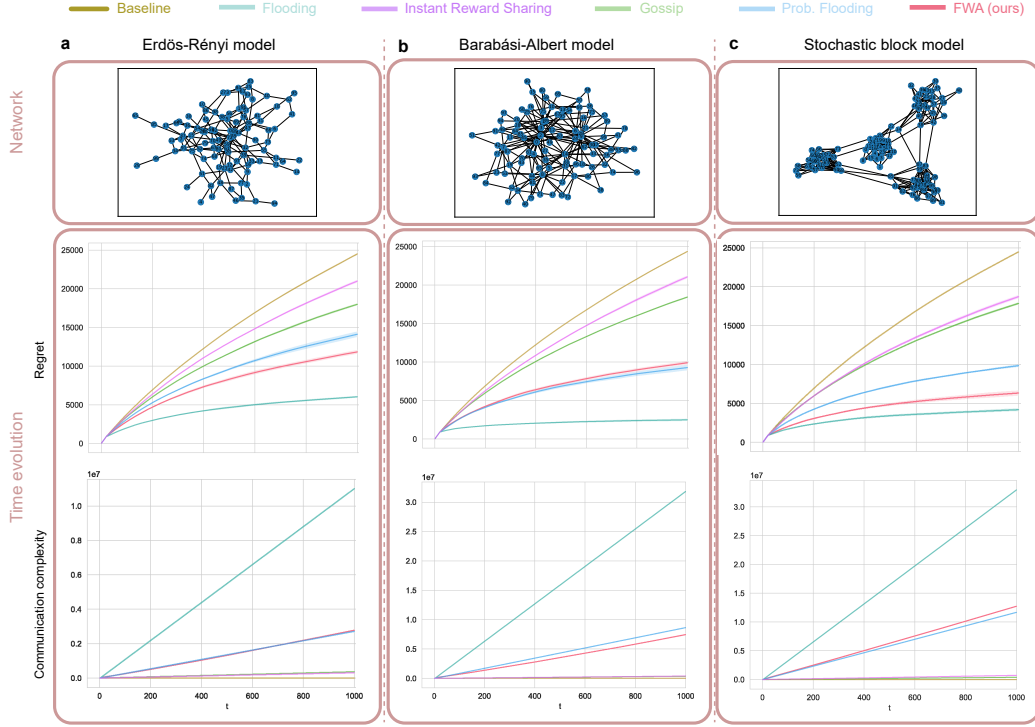 Baseline Flooding Instant Reward Sharing Gossip Prob. Flooding FWA (ours)
a Erdös-Rényi model
b Barabási-Albert model
c Stochastic block model
Network
Time evolution
Regret
25000
20000
15000
10000
5000
0
25000
20000
15000
10000
5000
0
25000
20000
15000
10000
5000
0
Communication complexity
1e7
1.0
0.8
0.6
0.4
0.2
0.0
0 200 400 600 800 1000
t
1e7
3.0
2.5
2.0
1.5
1.0
0.5
0.0
0 200 400 600 800 1000
t
1e7
3.0
2.5
2.0
1.5
1.0
0.5
0.0
0 200 400 600 800 1000
t